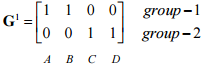 G¹ = [ 1 1 0 0 ] group−1
[ 0 0 1 1 ] group−2
A B C D